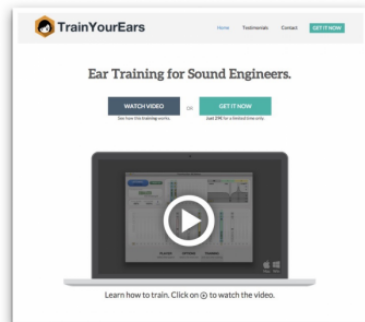 TrainYourEars
Home Testimonials Contact GET IT NOW
Ear Training for Sound Engineers.
WATCH VIDEO OR GET IT NOW
See how this training works. Just 29€ for a limited time only.
Learn how to train. Click on to watch the video.